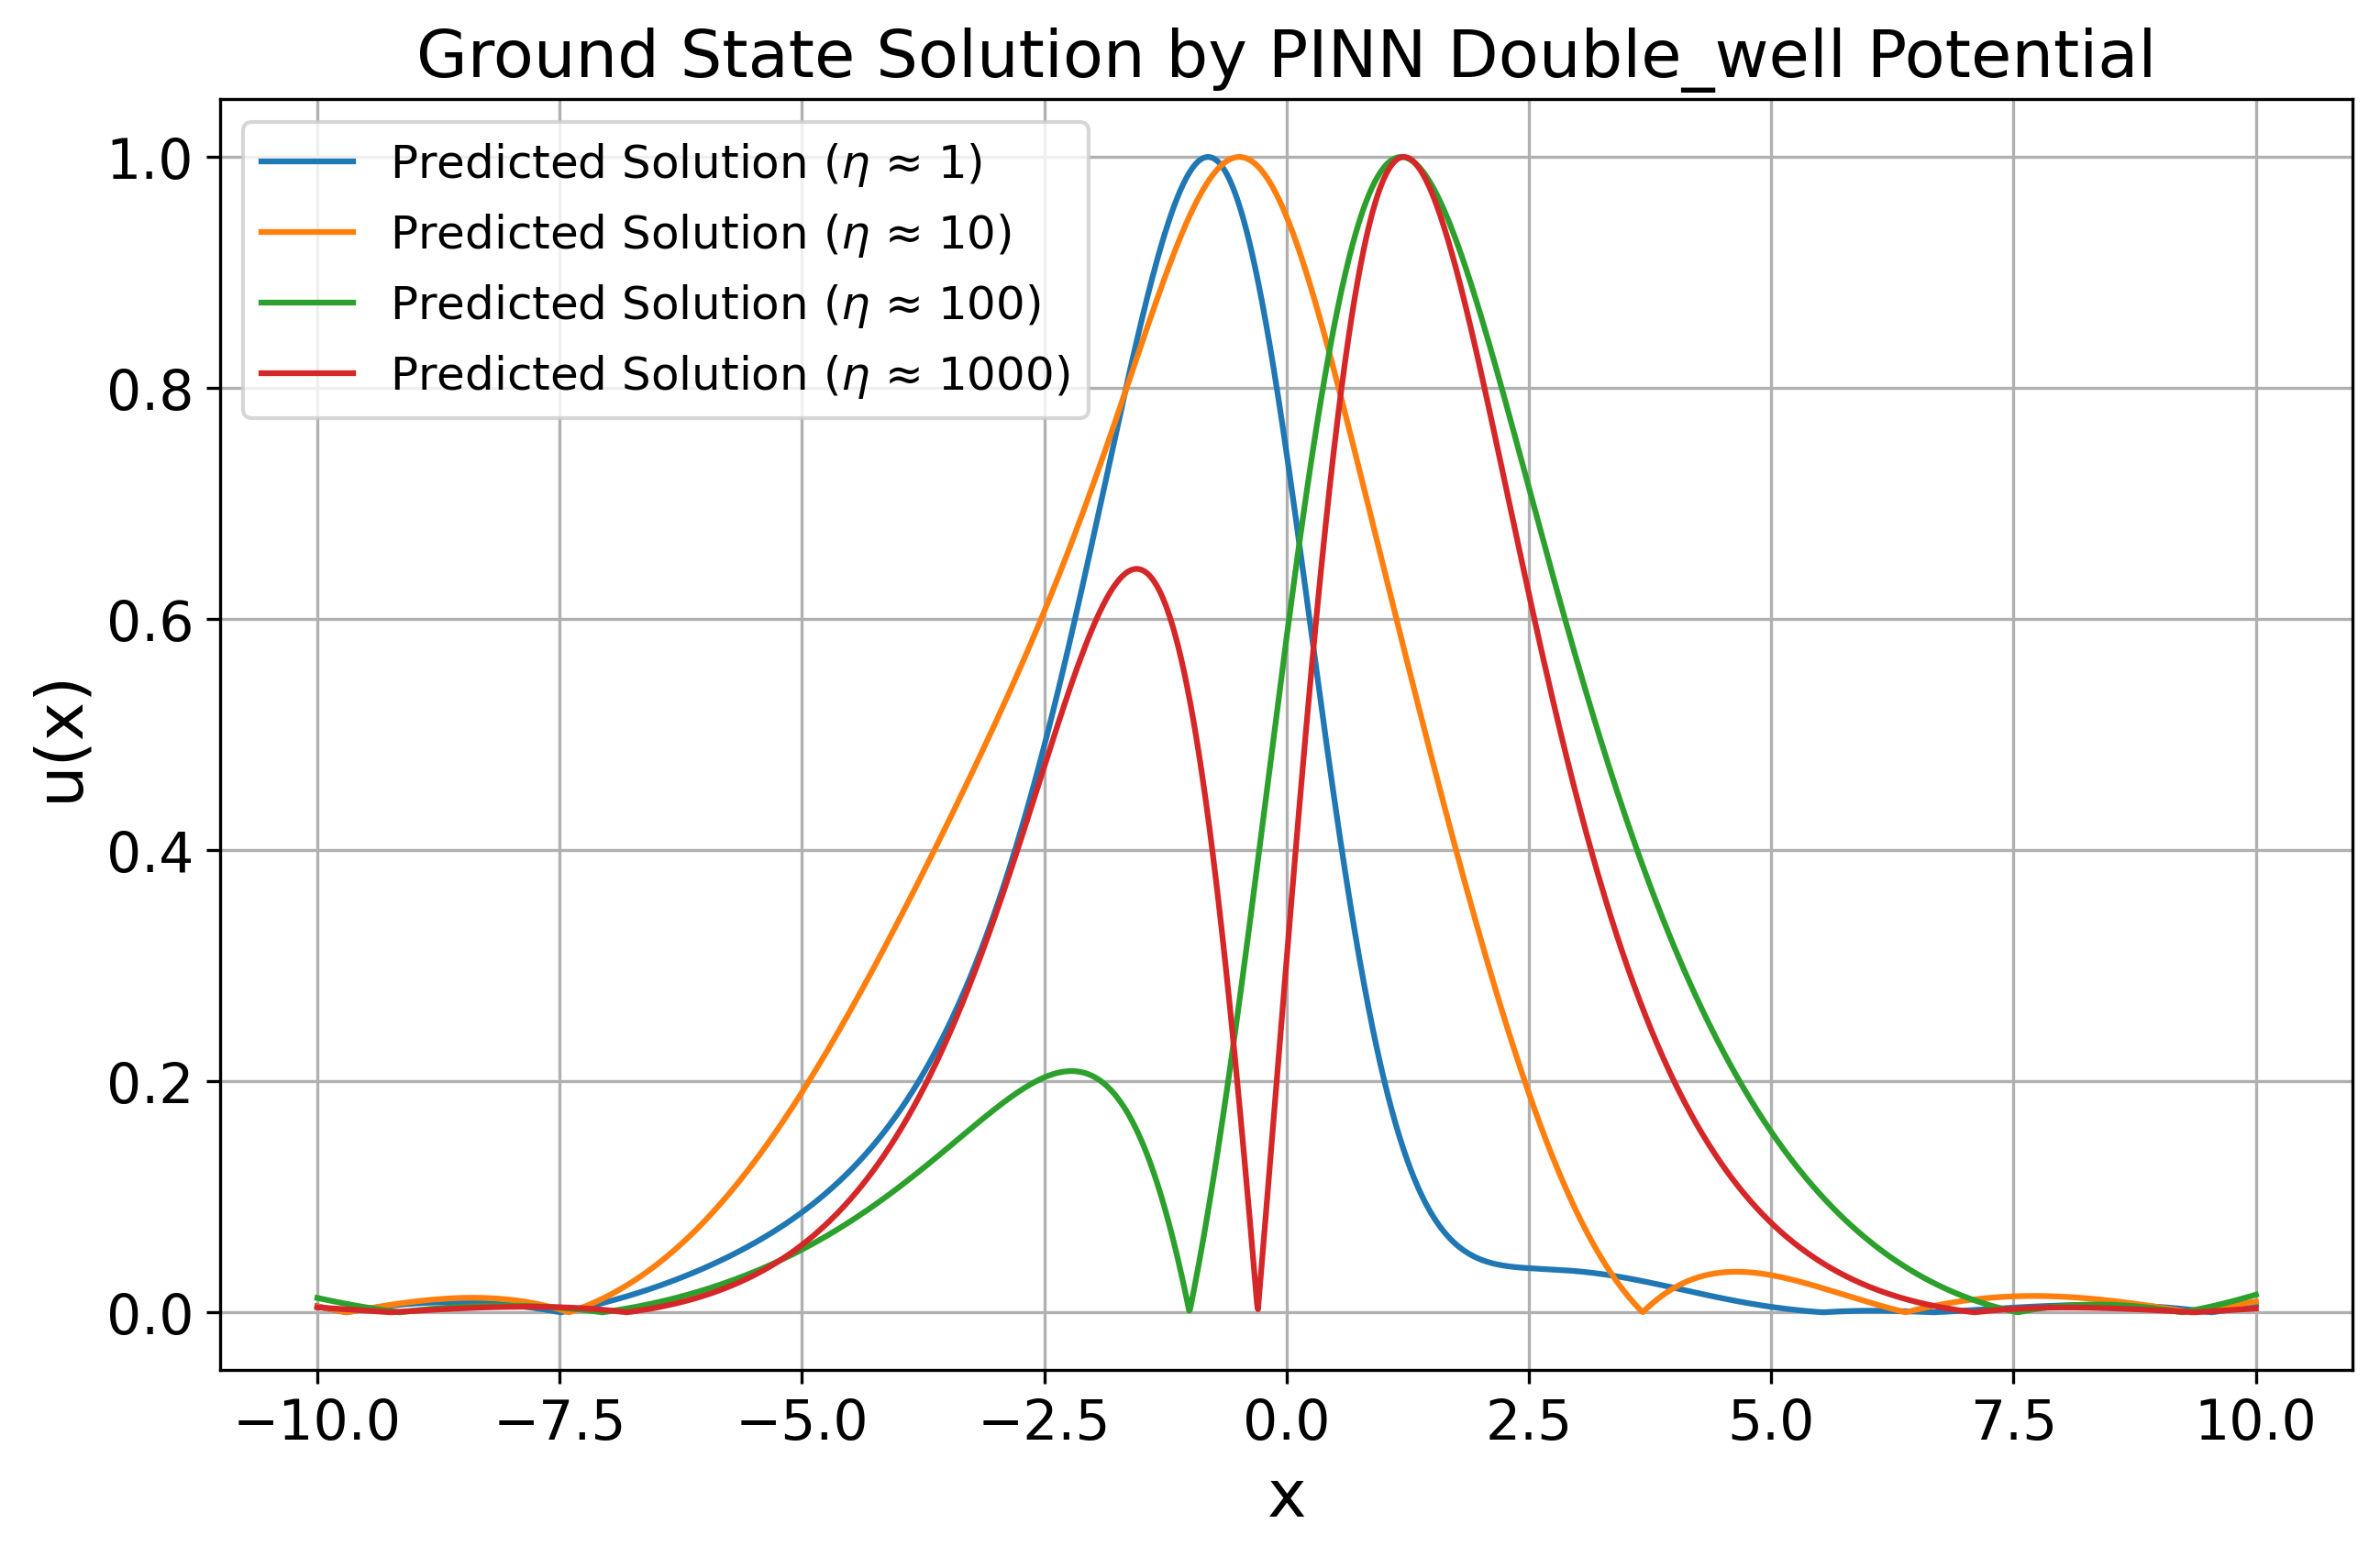 Ground State Solution by PINN Double_well Potential
Predicted Solution (η ≈ 1)
Predicted Solution (η ≈ 10)
Predicted Solution (η ≈ 100)
Predicted Solution (η ≈ 1000)
1.0
0.8
0.6
0.4
0.2
0.0
u(x)
−10.0 −7.5 −5.0 −2.5 0.0 2.5 5.0 7.5 10.0
x